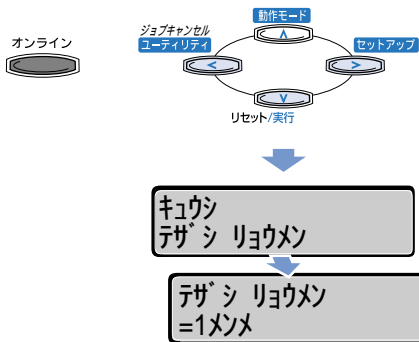 動作モード
ジョブキャンセル
オンライン
ユーティリティ
セットアップ
リセット/実行
キュウシ
テザシ リョウメン
テザシ リョウメン
=1メンメ